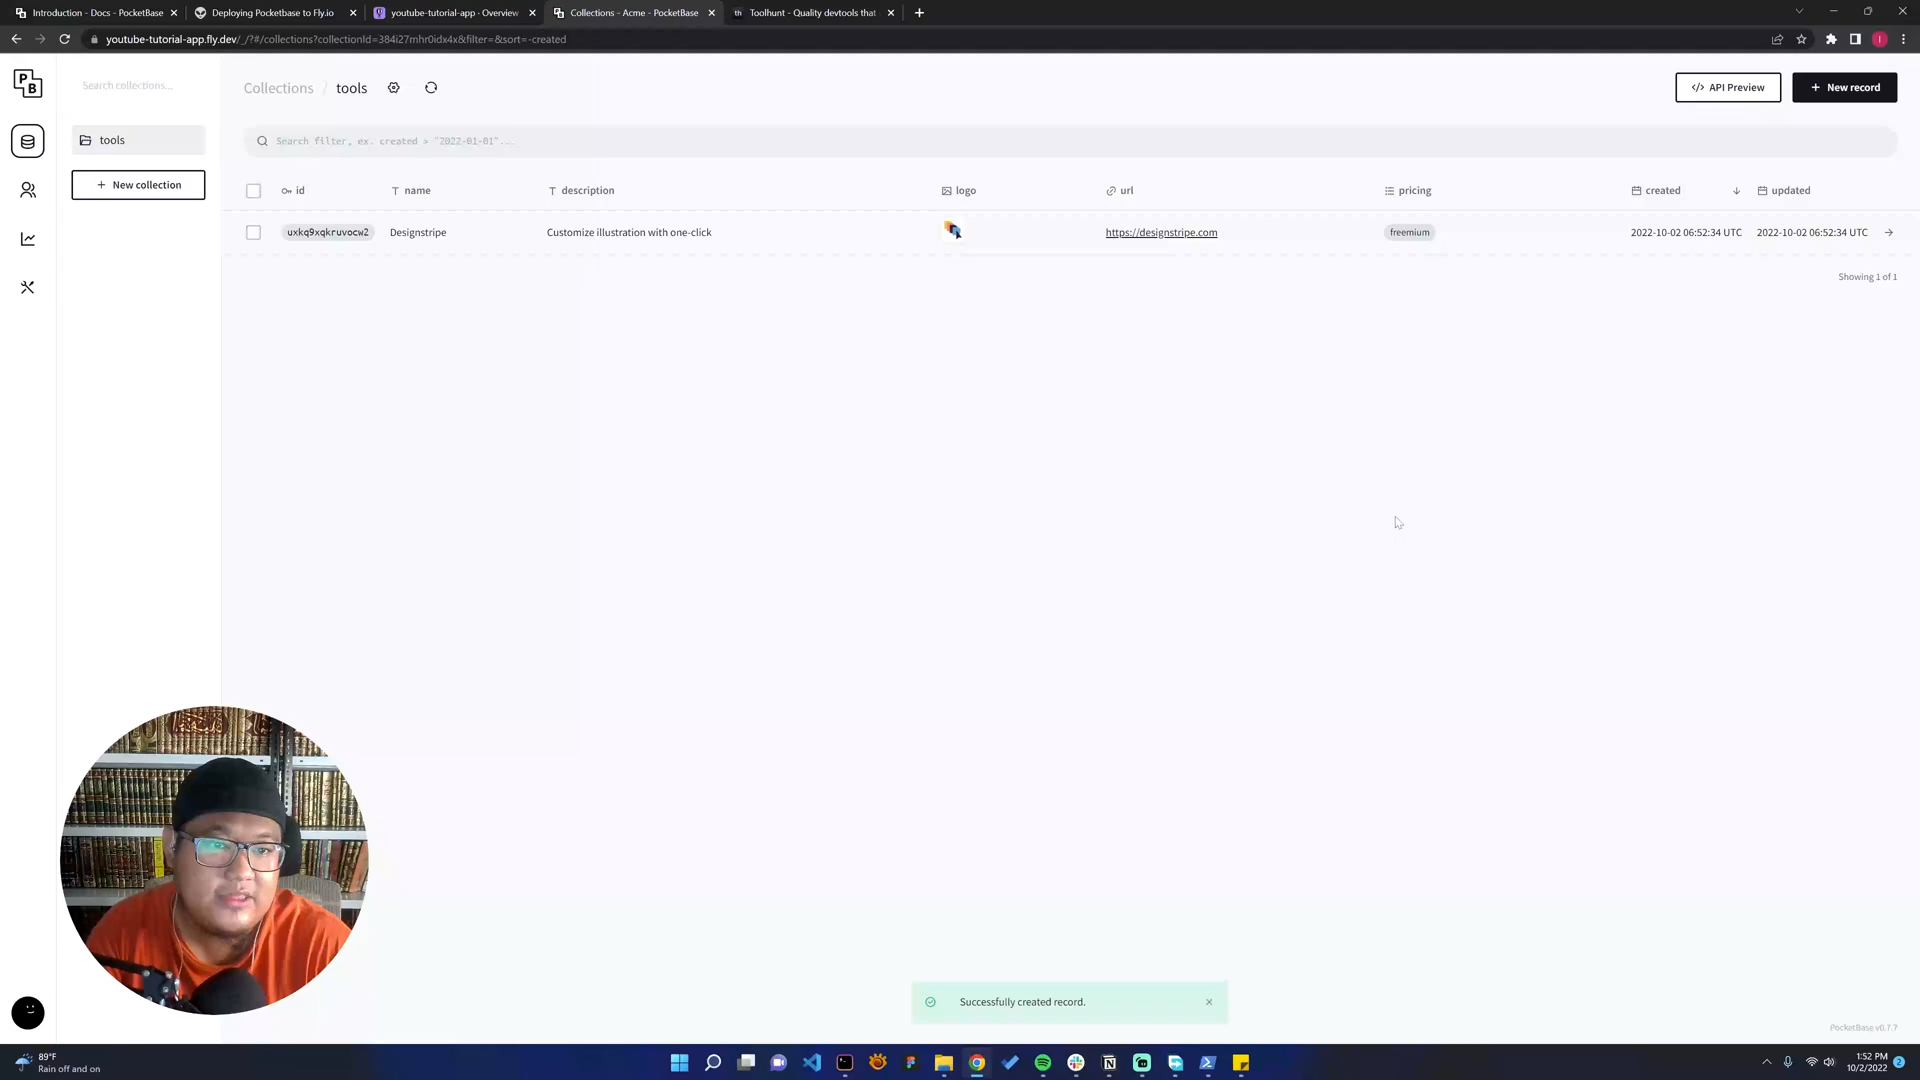 Introduction - Docs - PocketBase
Deploying Pocketbase to Fly.io
youtube-tutorial-app · Overview
Collections - Acme - PocketBase
Toolhunt - Quality devtools that
youtube-tutorial-app.fly.dev/_/?#/collections?collectionId=384i27mhr0idx4x&filter=&sort=-created
PB
Search collections...
Collections / tools
API Preview
New record
tools
Search filter, ex. created > "2022-01-01"...
New collection
id name description logo url pricing created updated
uxkq9xqkruvocw2 Designstripe Customize illustration with one-click https://designstripe.com freemium 2022-10-02 06:52:34 UTC 2022-10-02 06:52:34 UTC
Showing 1 of 1
Successfully created record.
PocketBase v0.7.7
89°F
Rain off and on
1:52 PM
10/2/2022
2